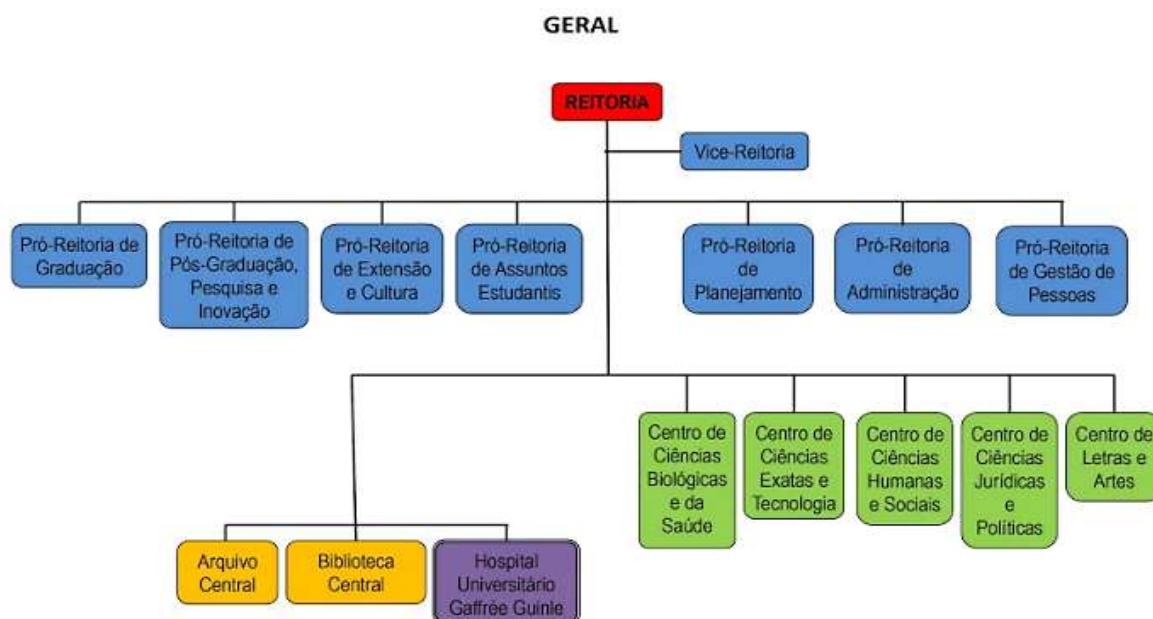 GERAL
REITORIA
Vice-Reitoria
Pró-Reitoria de
Graduação
Pró-Reitoria de
Pós-Graduação,
Pesquisa e
Inovação
Pró-Reitoria
de Extensão
e Cultura
Pró-Reitoria
de Assuntos
Estudantis
Pró-Reitoria
de
Planejamento
Pró-Reitoria
de
Administração
Pró-Reitoria
de Gestão de
Pessoas
Centro de
Ciências
Biológicas
e da
Saúde
Centro de
Ciências
Exatas e
Tecnologia
Centro de
Ciências
Humanas
e Sociais
Centro de
Ciências
Jurídicas
e
Políticas
Centro de
Letras e
Artes
Arquivo
Central
Biblioteca
Central
Hospital
Universitário
Gaffrée Guinle